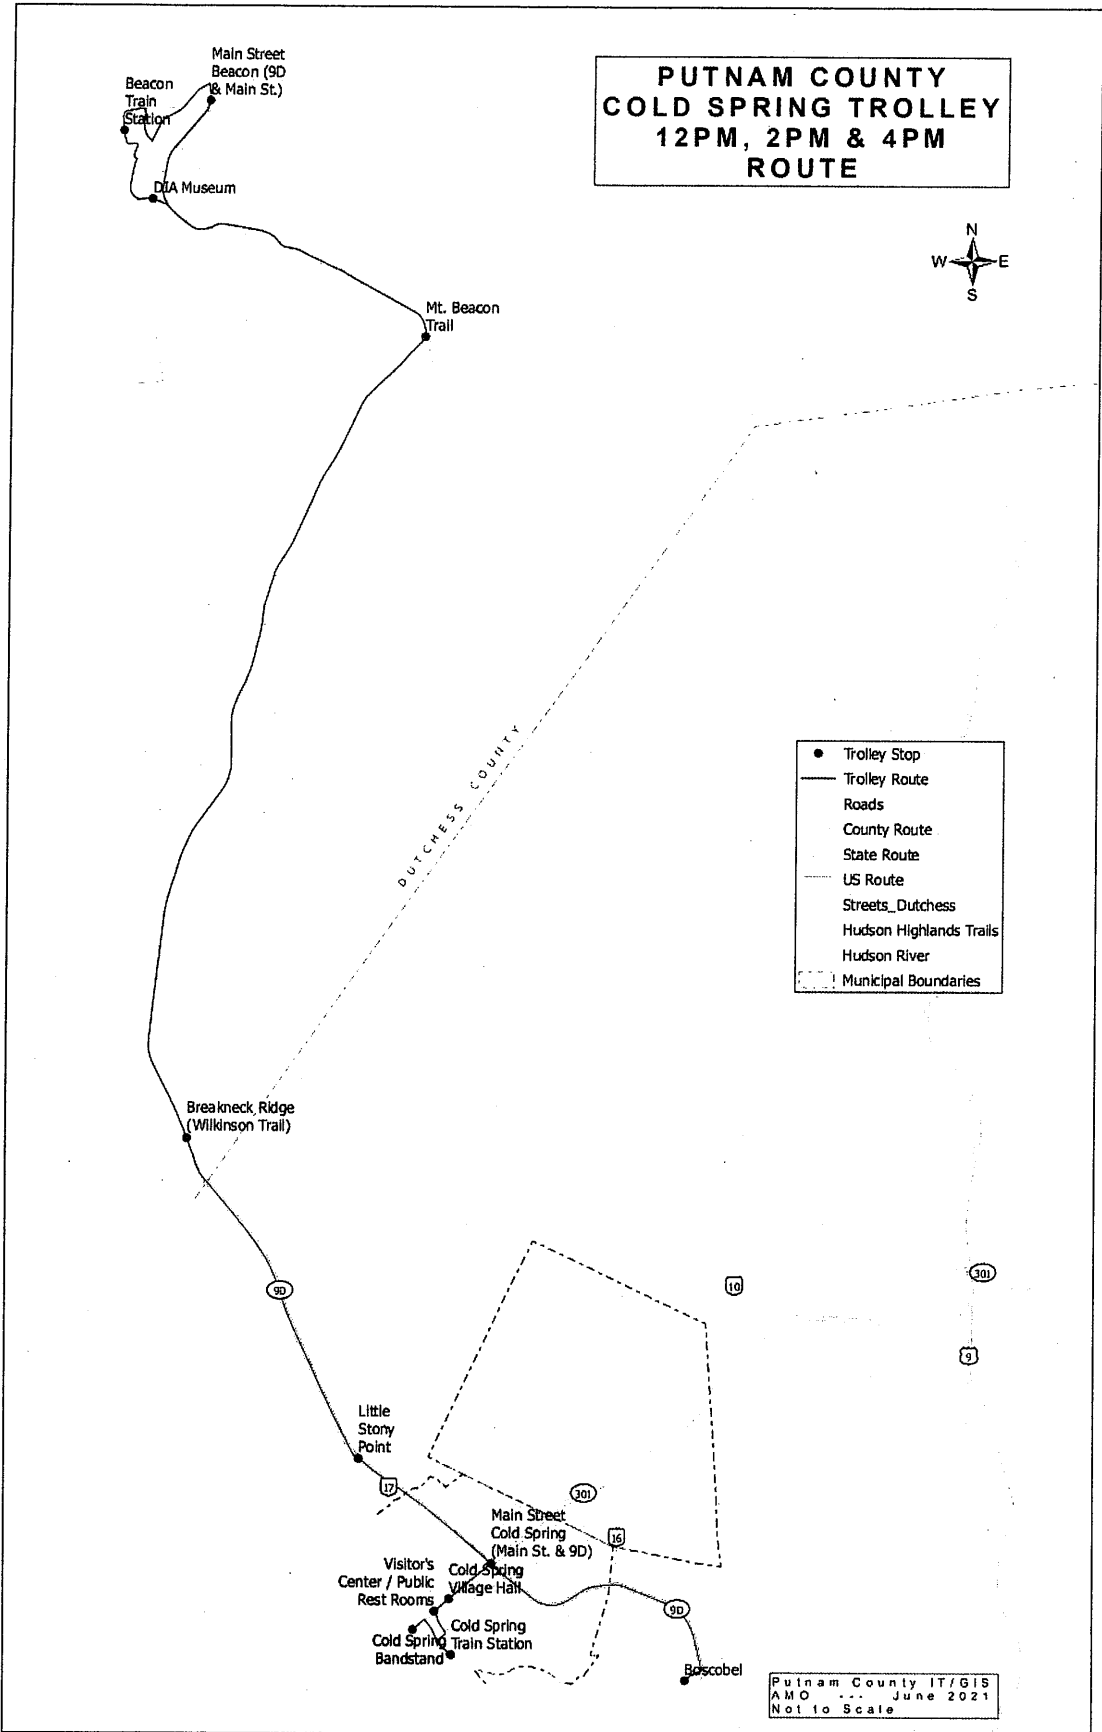 PUTNAM COUNTY
COLD SPRING TROLLEY
12PM, 2PM & 4PM
ROUTE
Main Street
Beacon (9D
& Main St.)
Beacon
Train
Station
DIA Museum
N
W
E
S
Mt. Beacon
Trail
DUTCHESS COUNTY
Trolley Stop
Trolley Route
Roads
County Route
State Route
US Route
Streets_Dutchess
Hudson Highlands Trails
Hudson River
Municipal Boundaries
Breakneck Ridge
(Wilkinson Trail)
9D
10
301
9
Little
Stony
Point
17
301
Main Street
Cold Spring
(Main St. & 9D)
16
Visitor's
Center / Public
Rest Rooms
Cold Spring
Village Hall
9D
Cold Spring
Train Station
Cold Spring
Bandstand
Boscobel
Putnam County IT/GIS
AMO --- June 2021
Not to Scale